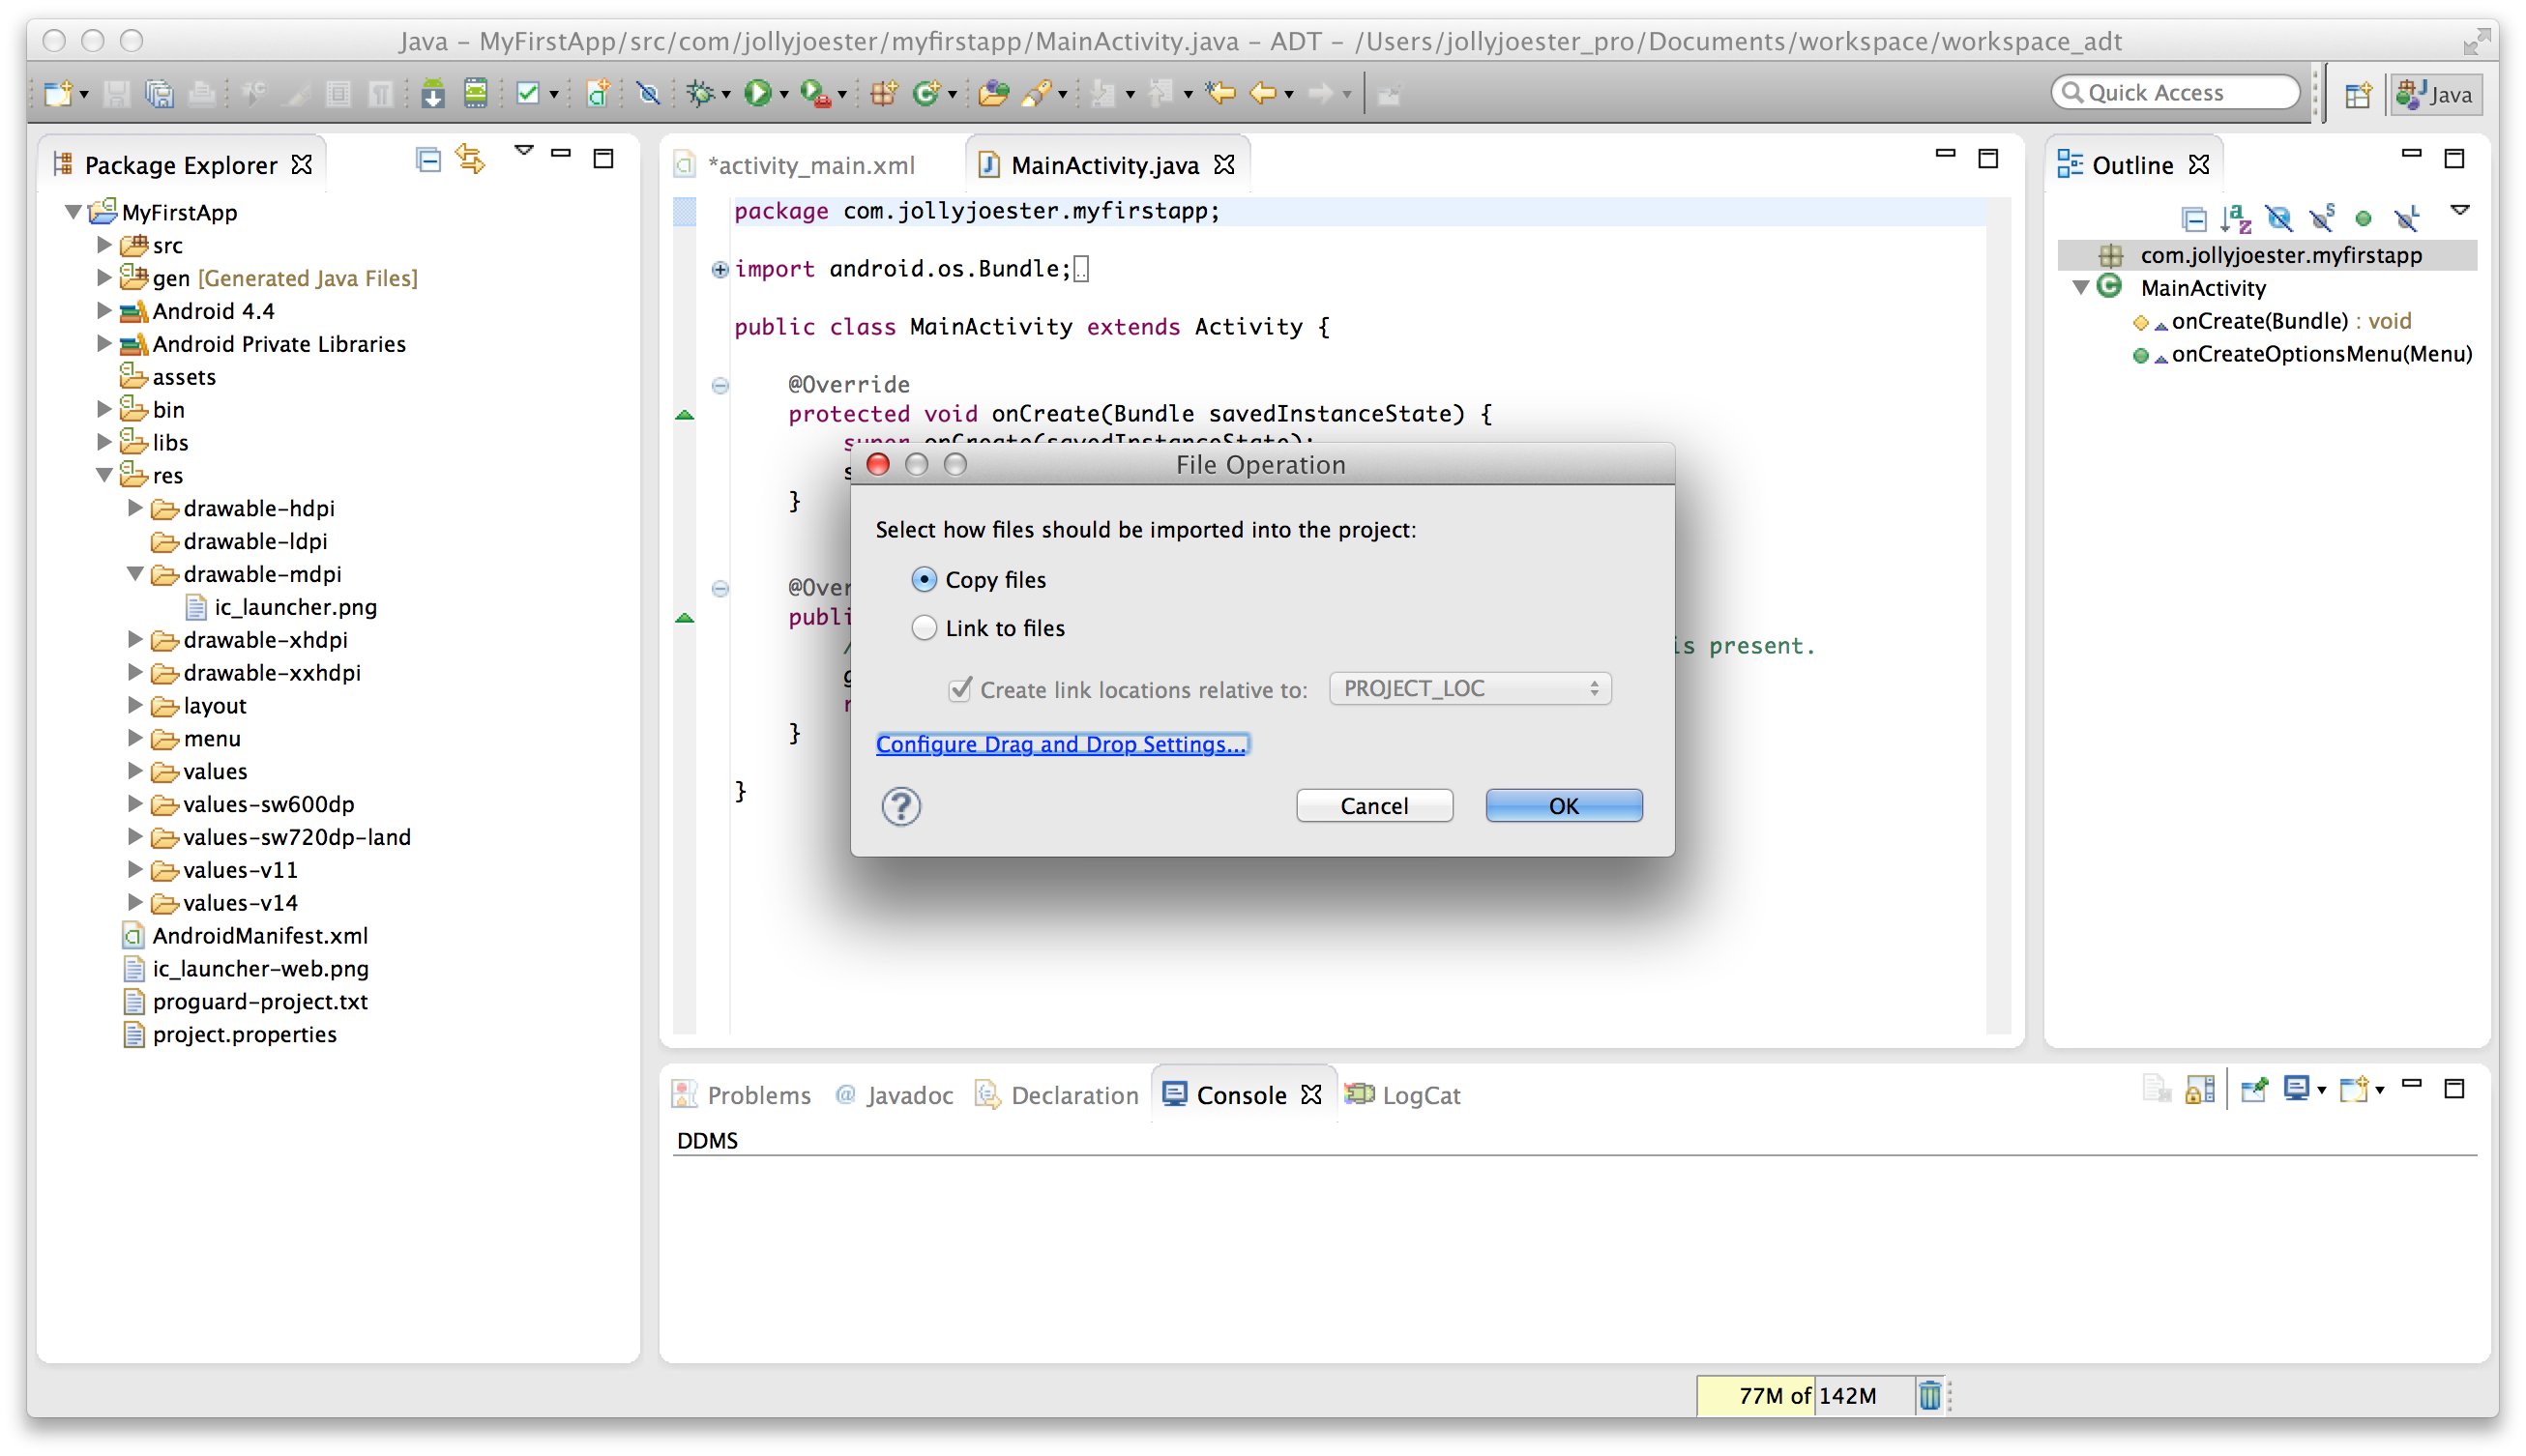 Java – MyFirstApp/src/com/jollyjoester/myfirstapp/MainActivity.java – ADT – /Users/jollyjoester_pro/Documents/workspace/workspace_adt
Quick Access
Java
Package Explorer
MyFirstApp
src
gen [Generated Java Files]
Android 4.4
Android Private Libraries
assets
bin
libs
res
drawable-hdpi
drawable-ldpi
drawable-mdpi
ic_launcher.png
drawable-xhdpi
drawable-xxhdpi
layout
menu
values
values-sw600dp
values-sw720dp-land
values-v11
values-v14
AndroidManifest.xml
ic_launcher-web.png
proguard-project.txt
project.properties
*activity_main.xml
MainActivity.java
package com.jollyjoester.myfirstapp;
import android.os.Bundle;
public class MainActivity extends Activity {
@Override
protected void onCreate(Bundle savedInstanceState) {
super.onCreate(savedInstanceState);
s
}
@Over
publi
/ is present.
g
r
}
}
File Operation
Select how files should be imported into the project:
Copy files
Link to files
Create link locations relative to: PROJECT_LOC
Configure Drag and Drop Settings...
?
Cancel
OK
Outline
com.jollyjoester.myfirstapp
MainActivity
onCreate(Bundle) : void
onCreateOptionsMenu(Menu)
Problems
@ Javadoc
Declaration
Console
LogCat
DDMS
77M of 142M